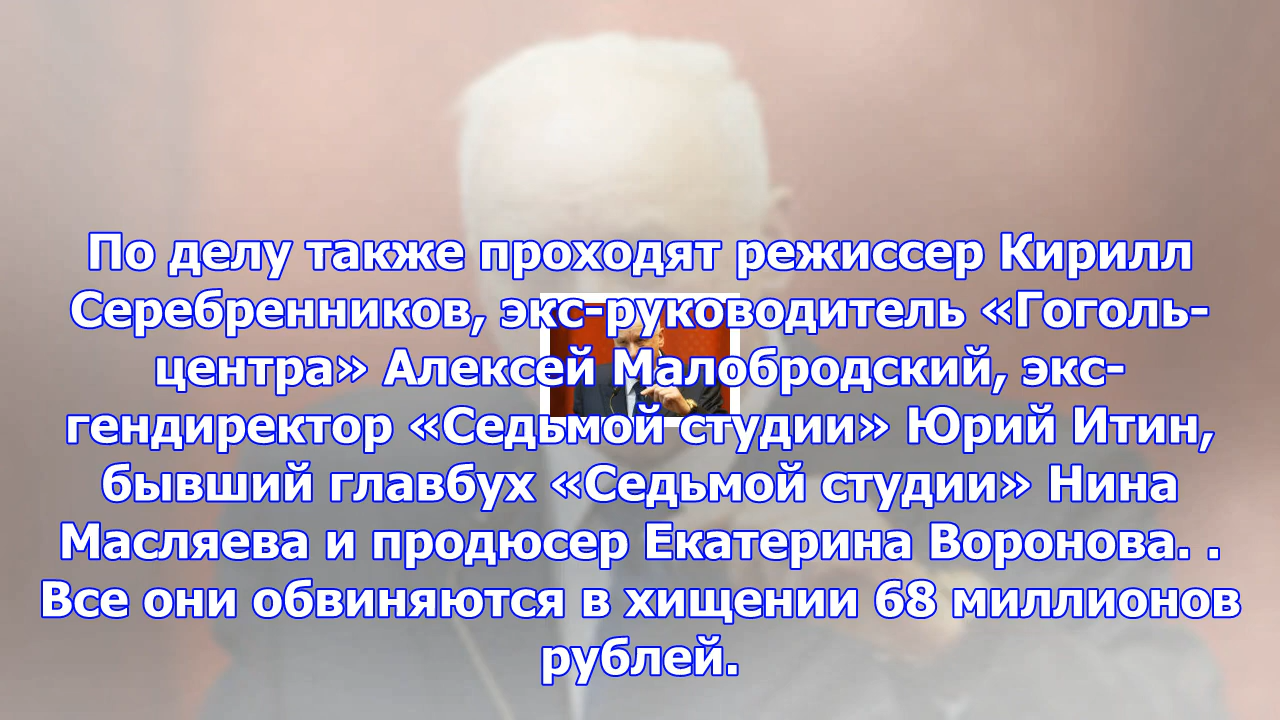 По делу также проходят режиссер Кирилл
Серебренников, экс-руководитель «Гоголь-
центра» Алексей Малобродский, экс-
гендиректор «Седьмой студии» Юрий Итин,
бывший главбух «Седьмой студии» Нина
Масляева и продюсер Екатерина Воронова. .
Все они обвиняются в хищении 68 миллионов
рублей.